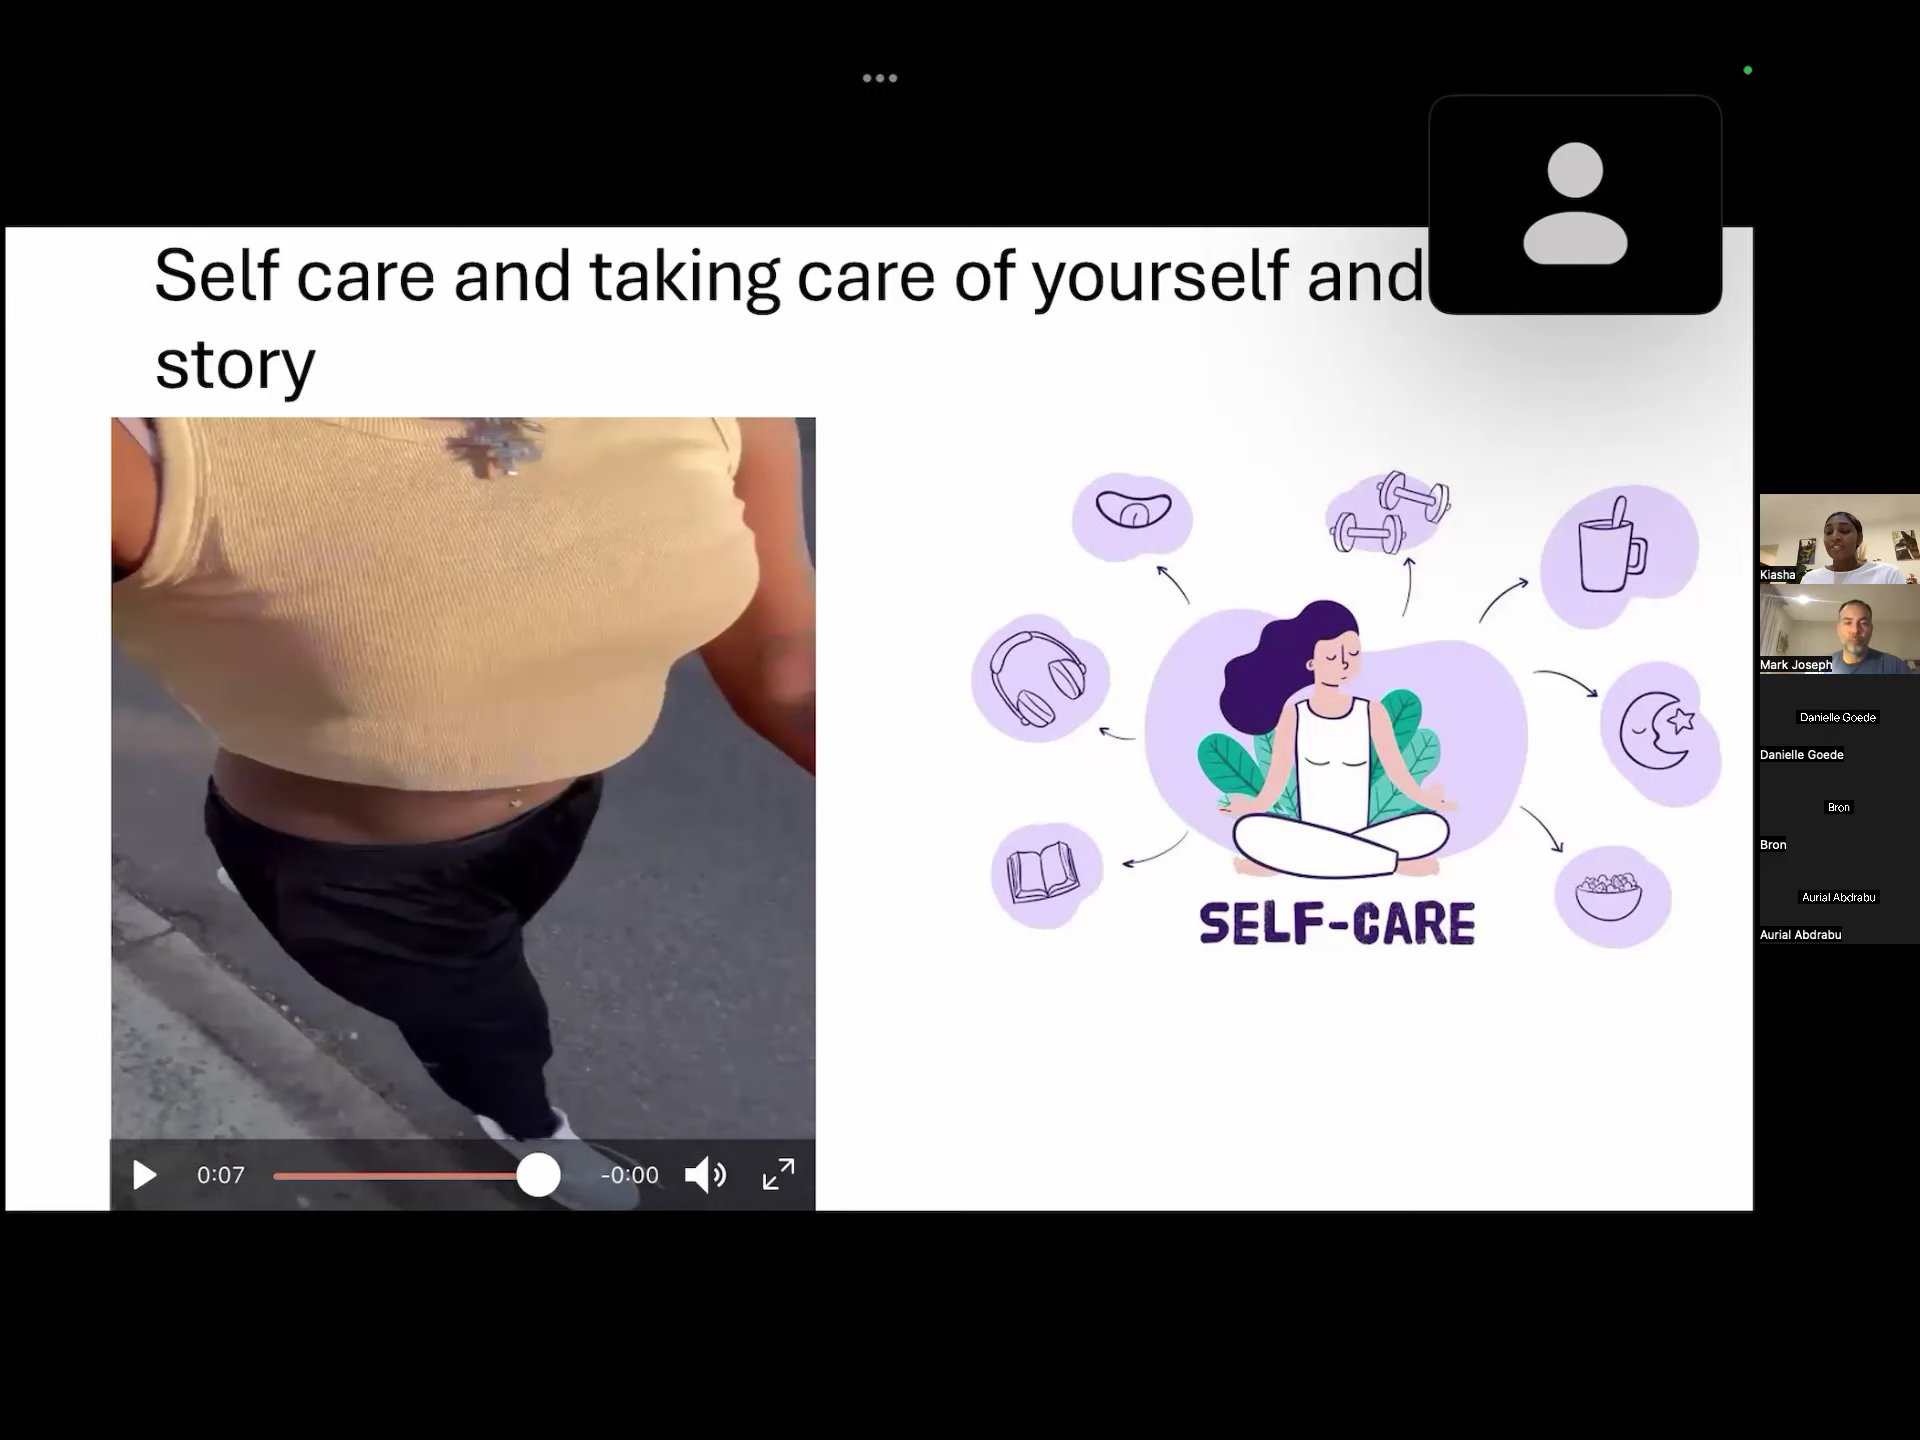 Self care and taking care of yourself and
story
SELF-CARE
0:07
-0:00
Kiasha
Mark Joseph
Danielle Goede
Danielle Goede
Bron
Bron
Aurial Abdrabu
Aurial Abdrabu